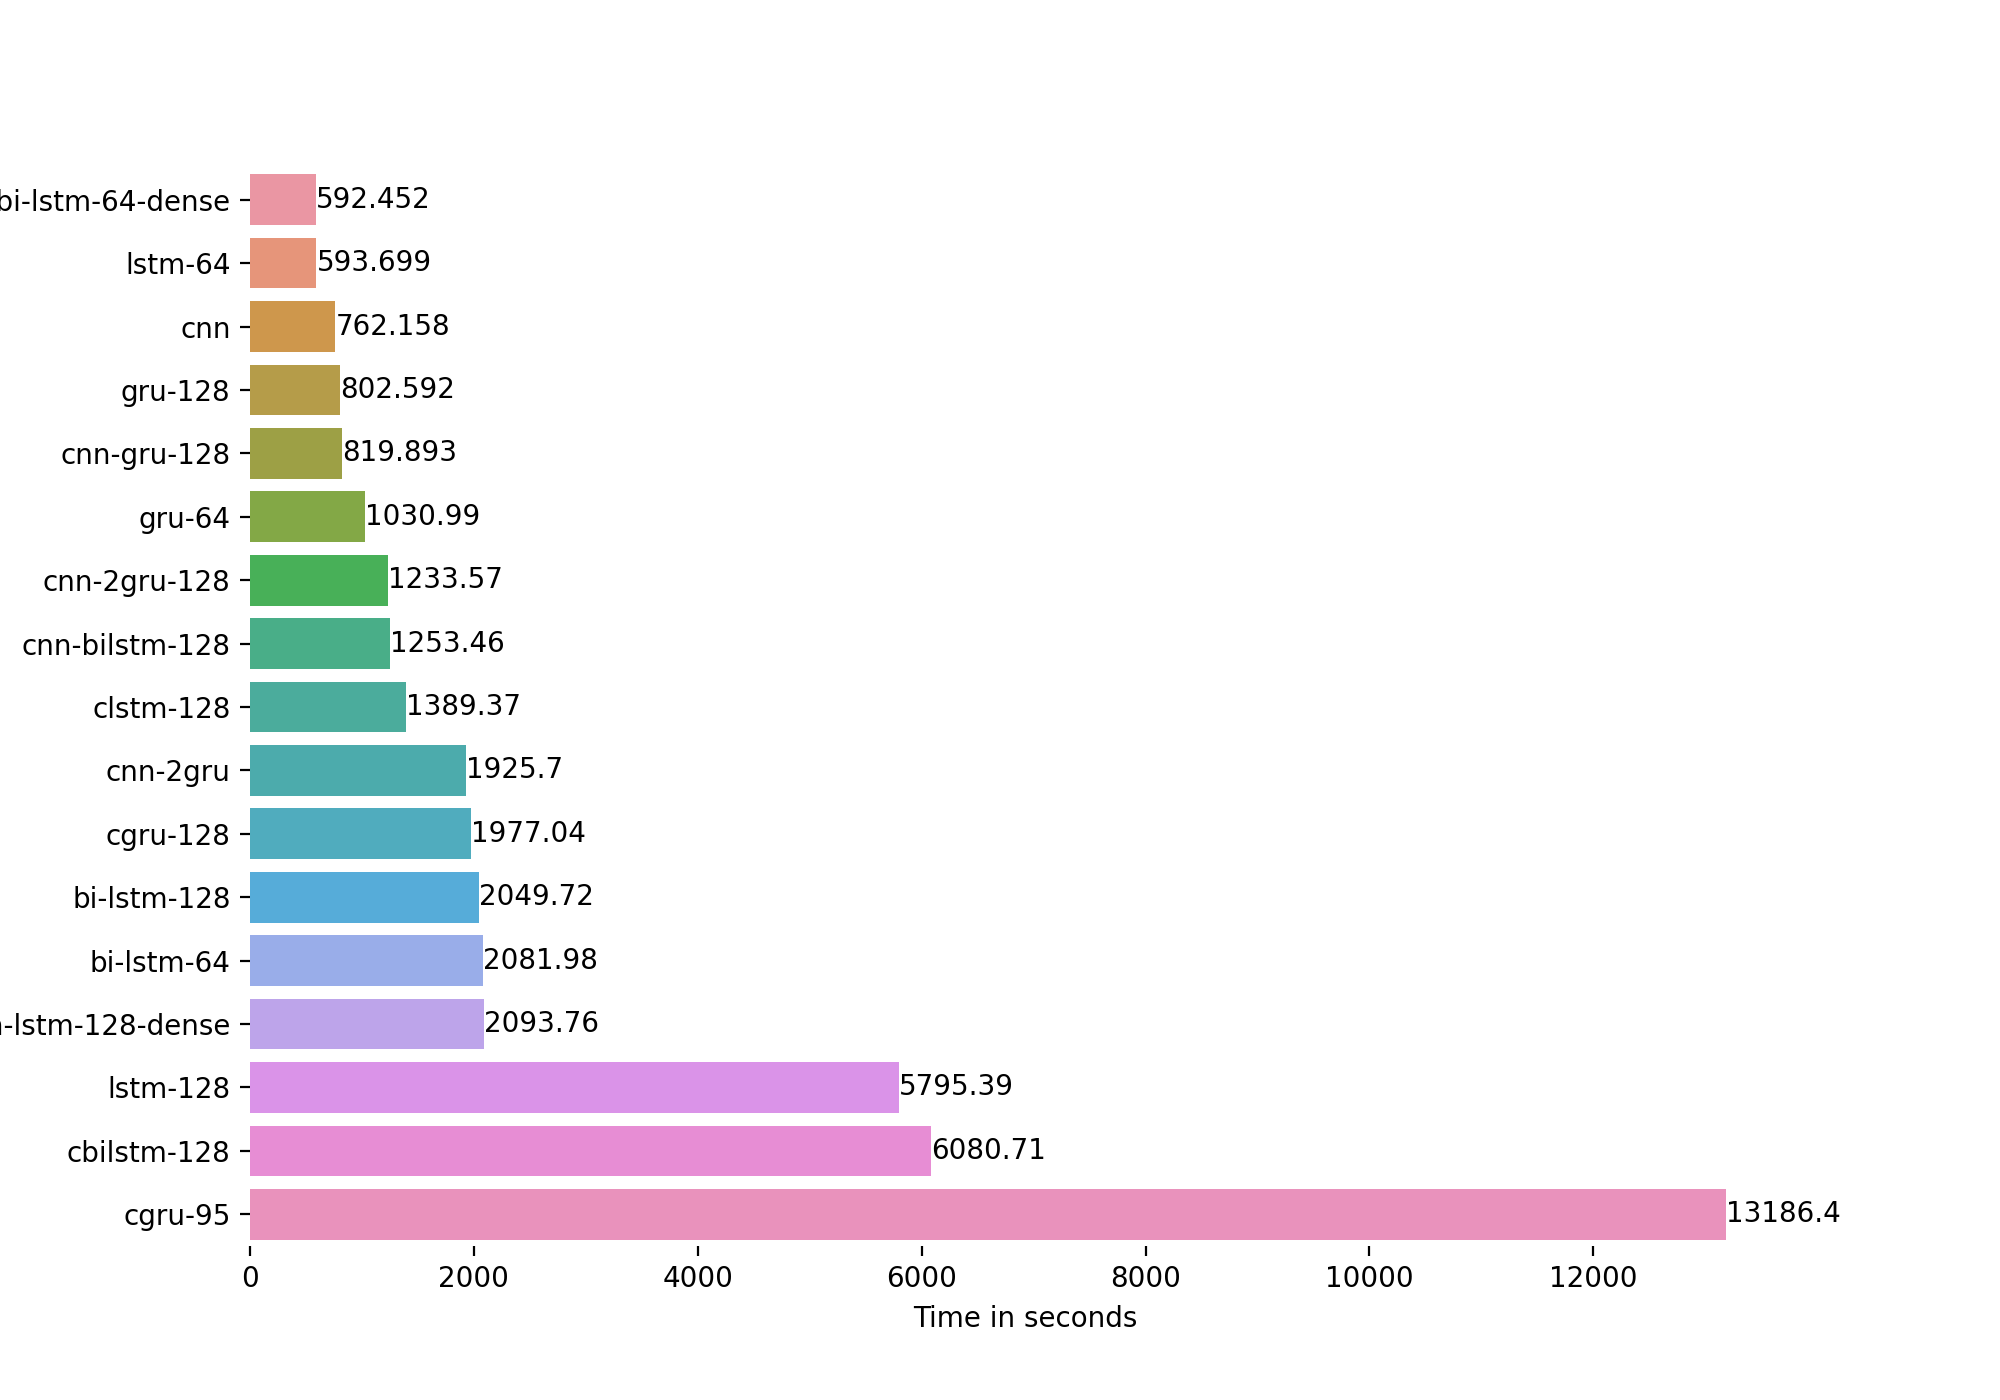 bi-lstm-64-dense 592.452
lstm-64 593.699
cnn 762.158
gru-128 802.592
cnn-gru-128 819.893
gru-64 1030.99
cnn-2gru-128 1233.57
cnn-bilstm-128 1253.46
clstm-128 1389.37
cnn-2gru 1925.7
cgru-128 1977.04
bi-lstm-128 2049.72
bi-lstm-64 2081.98
-lstm-128-dense 2093.76
lstm-128 5795.39
cbilstm-128 6080.71
cgru-95 13186.4
0 2000 4000 6000 8000 10000 12000
Time in seconds